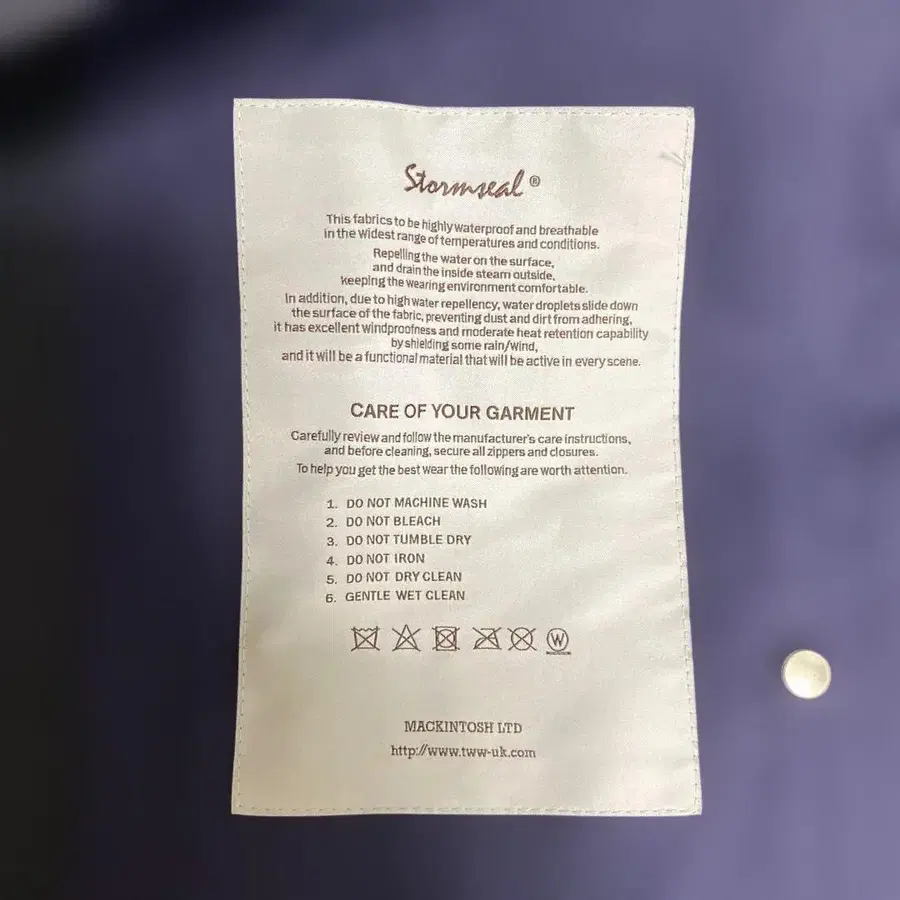 Stormseal®
This fabrics to be highly waterproof and breathable
in the widest range of temperatures and conditions.
Repelling the water on the surface,
and drain the inside steam outside,
keeping the wearing environment comfortable.
In addition, due to high water repellency, water droplets slide down
the surface of the fabric, preventing dust and dirt from adhering,
it has excellent windproofness and moderate heat retention capability
by shielding some rain/wind,
and it will be a functional material that will be active in every scene.
CARE OF YOUR GARMENT
Carefully review and follow the manufacturer's care instructions,
and before cleaning, secure all zippers and closures.
To help you get the best wear the following are worth attention.
1. DO NOT MACHINE WASH
2. DO NOT BLEACH
3. DO NOT TUMBLE DRY
4. DO NOT IRON
5. DO NOT DRY CLEAN
6. GENTLE WET CLEAN
W
MACKINTOSH LTD
http://www.tww-uk.com